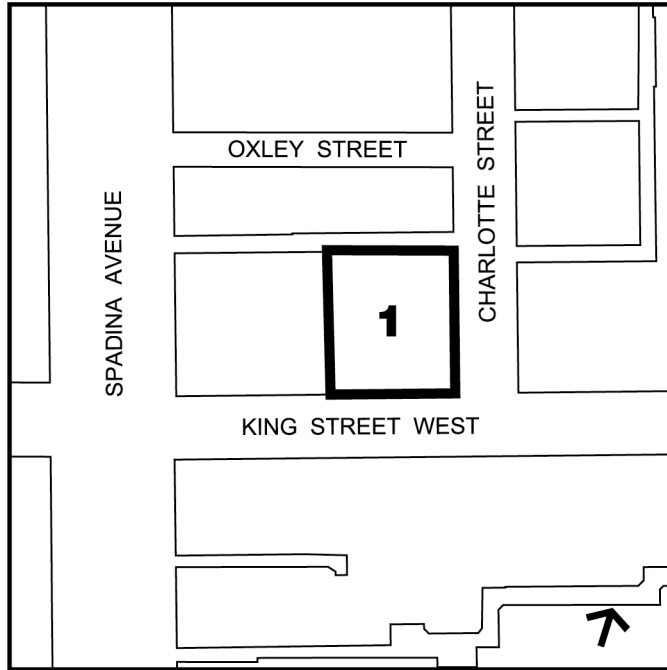 OXLEY STREET
CHARLOTTE STREET
SPADINA AVENUE
1
KING STREET WEST